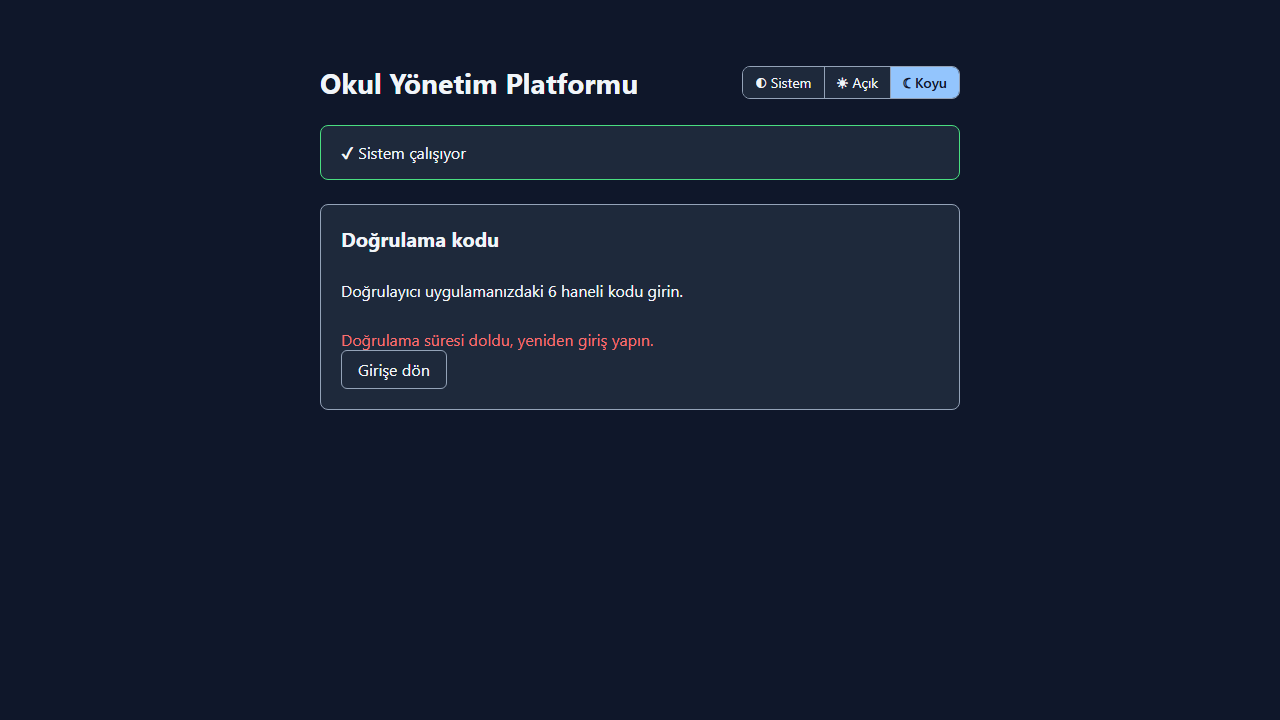 Okul Yönetim Platformu
◐ Sistem
☀ Açık
☾ Koyu
✓ Sistem çalışıyor
Doğrulama kodu
Doğrulayıcı uygulamanızdaki 6 haneli kodu girin.
Doğrulama süresi doldu, yeniden giriş yapın.
Girişe dön